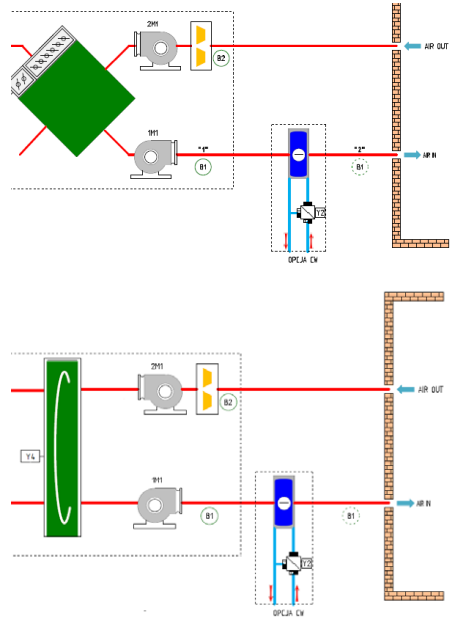 2M1
B2
AIR OUT
1M1
"1"
"2"
B1
B1
AIR IN
Y2
OPCJA CW
2M1
AIR OUT
B2
Y4
1M1
AIR IN
B1
B1
Y2
OPCJA CW